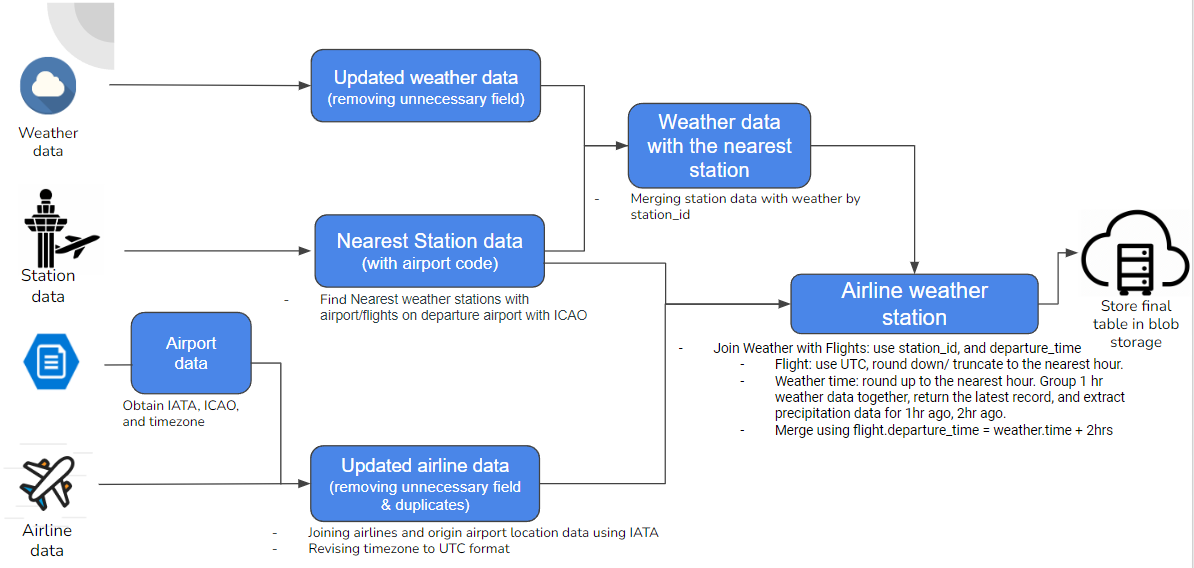 Weather
data
Updated weather data
(removing unnecessary field)
Weather data
with the nearest
station
- Merging station data with weather by
station_id
Station
data
Nearest Station data
(with airport code)
- Find Nearest weather stations with
airport/flights on departure airport with ICAO
Airport
data
Obtain IATA, ICAO,
and timezone
Airline
data
Updated airline data
(removing unnecessary field
& duplicates)
- Joining airlines and origin airport location data using IATA
- Revising timezone to UTC format
Airline weather
station
- Join Weather with Flights: use station_id, and departure_time
- Flight: use UTC, round down/ truncate to the nearest hour.
- Weather time: round up to the nearest hour. Group 1 hr
weather data together, return the latest record, and extract
precipitation data for 1hr ago, 2hr ago.
- Merge using flight.departure_time = weather.time + 2hrs
Store final
table in blob
storage